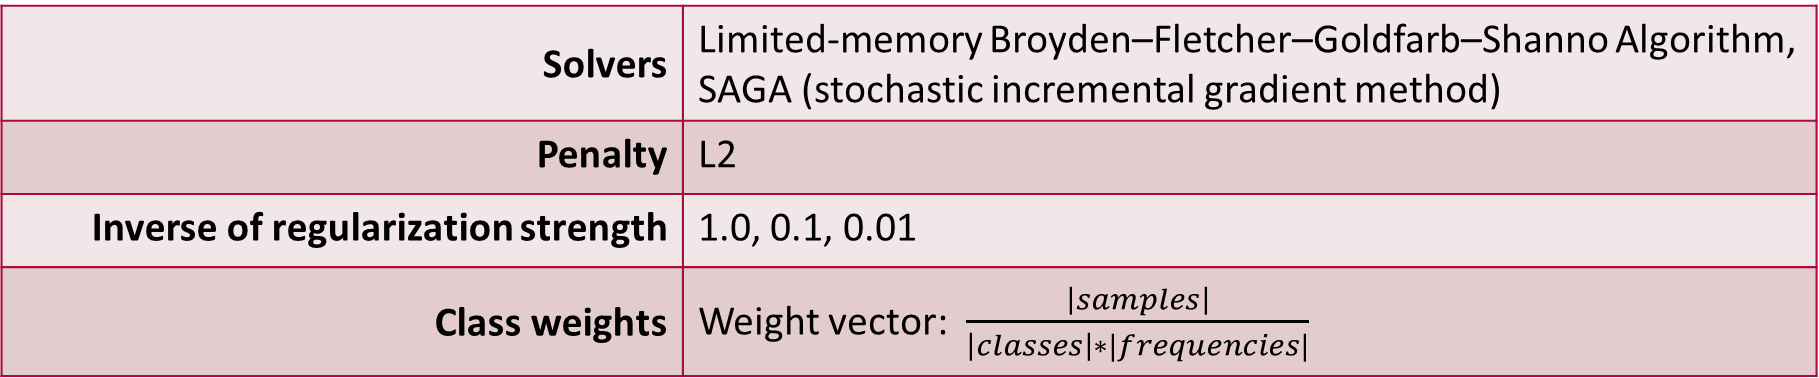 Solvers
Limited-memory Broyden–Fletcher–Goldfarb–Shanno Algorithm,
SAGA (stochastic incremental gradient method)
Penalty
L2
Inverse of regularization strength
1.0, 0.1, 0.01
Class weights
Weight vector: |samples|
|classes|*|frequencies|